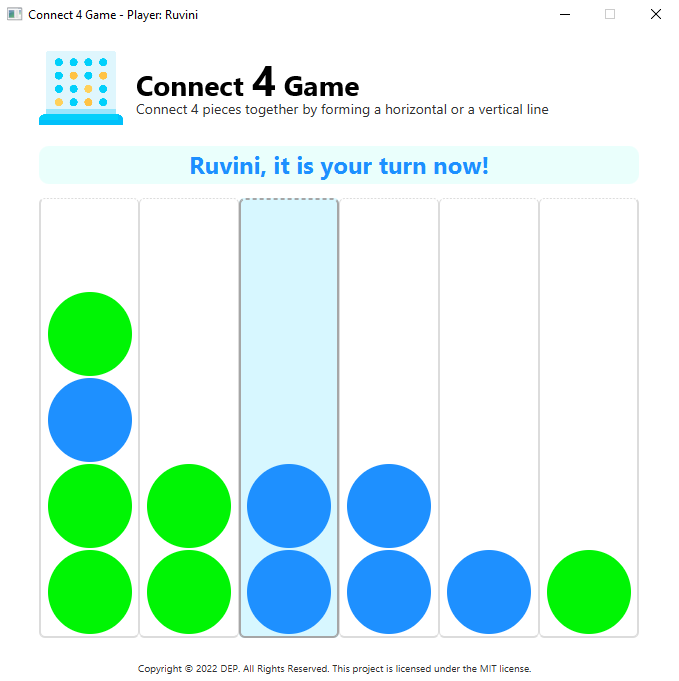 Connect 4 Game - Player: Ruvini
Connect 4 Game
Connect 4 pieces together by forming a horizontal or a vertical line
Ruvini, it is your turn now!
Copyright © 2022 DEP. All Rights Reserved. This project is licensed under the MIT license.